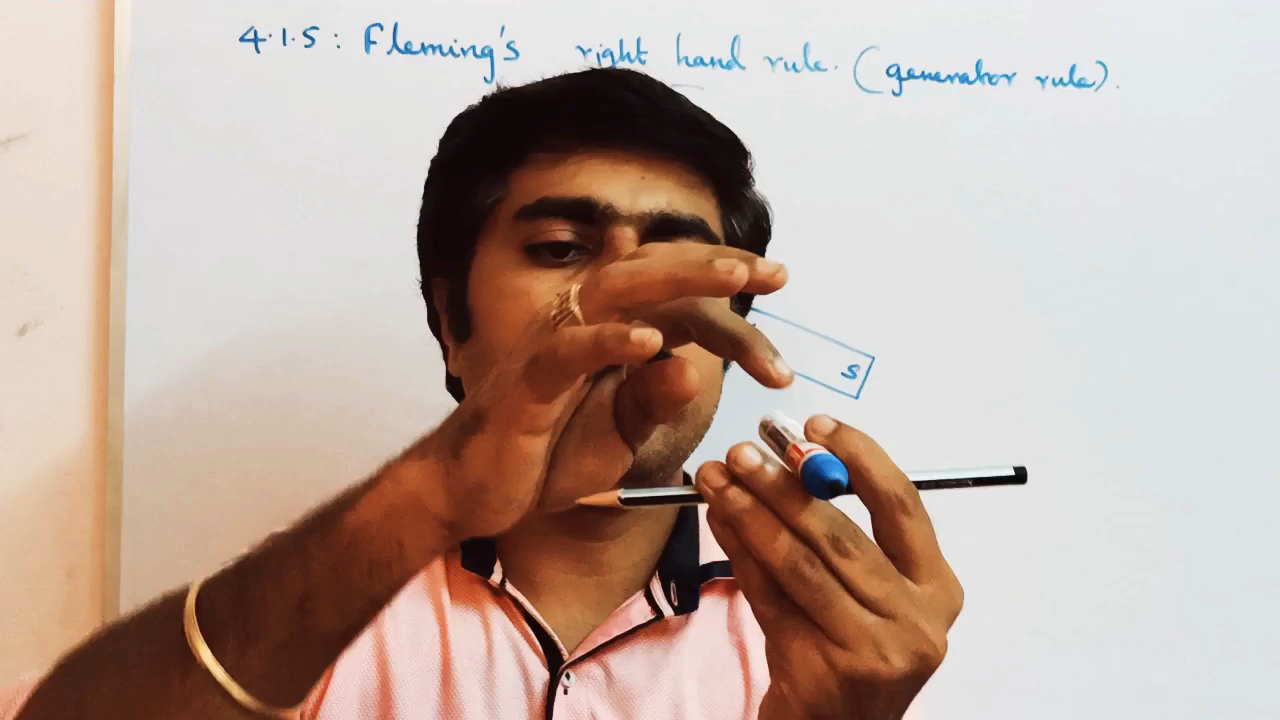 4.1.5 : Fleming's right hand rule. (generator rule).
S